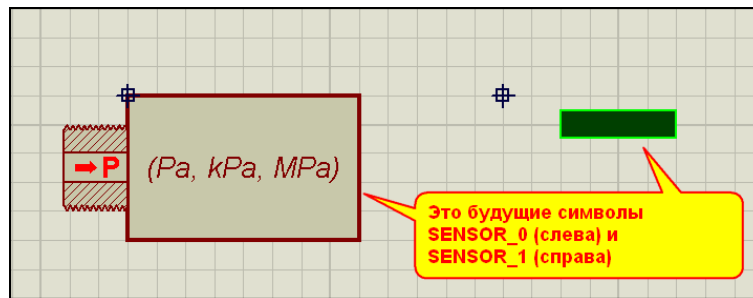 ➡P
(Pa, kPa, MPa)
Это будущие символы
SENSOR_0 (слева) и
SENSOR_1 (справа)